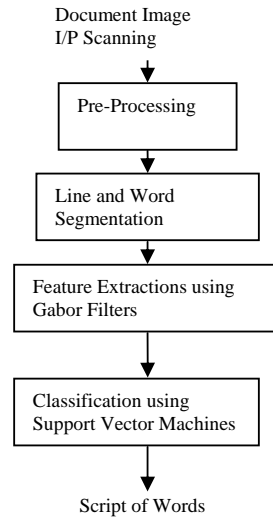 Document Image
I/P Scanning
Pre-Processing
Line and Word
Segmentation
Feature Extractions using
Gabor Filters
Classification using
Support Vector Machines
Script of Words